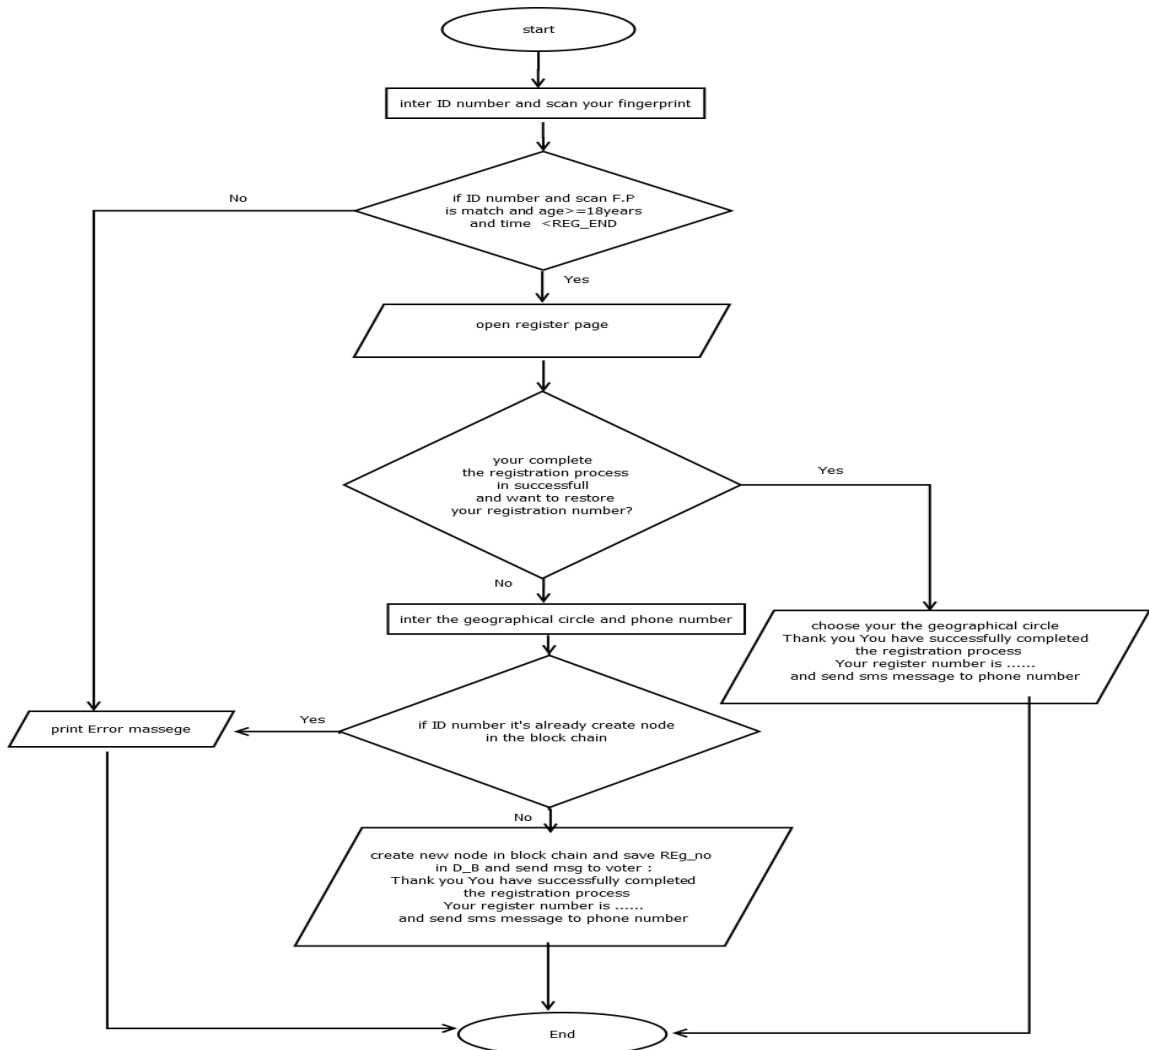 start
inter ID number and scan your fingerprint
No
if ID number and scan F.P
is match and age>=18years
and time <REG_END
Yes
open register page
your complete
the registration process
in successfull
and want to restore
your registration number?
Yes
No
inter the geographical circle and phone number
choose your the geographical circle
Thank you You have successfully completed
the registration process
Your register number is ......
and send sms message to phone number
print Error massege
Yes
if ID number it's already create node
in the block chain
No
create new node in block chain and save REg_no
in D_B and send msg to voter :
Thank you You have successfully completed
the registration process
Your register number is ......
and send sms message to phone number
End